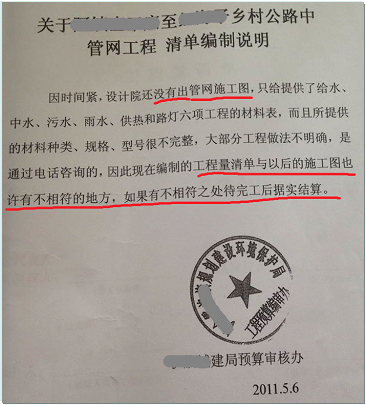 关于
至
乡村公路中
管网工程 清单编制说明
因时间紧，设计院还没有出管网施工图，只给提供了给水、
中水、污水、雨水、供热和路灯六项工程的材料表，而且所提供
的材料种类、规格、型号很不完整，大部分工程做法不明确，是
通过电话咨询的，因此现在编制的工程量清单与以后的施工图也
许有不相符的地方，如果有不相符之处待完工后据实结算。
规划建设环境保护局
工程预算编审办
建局预算审核办
2011.5.6